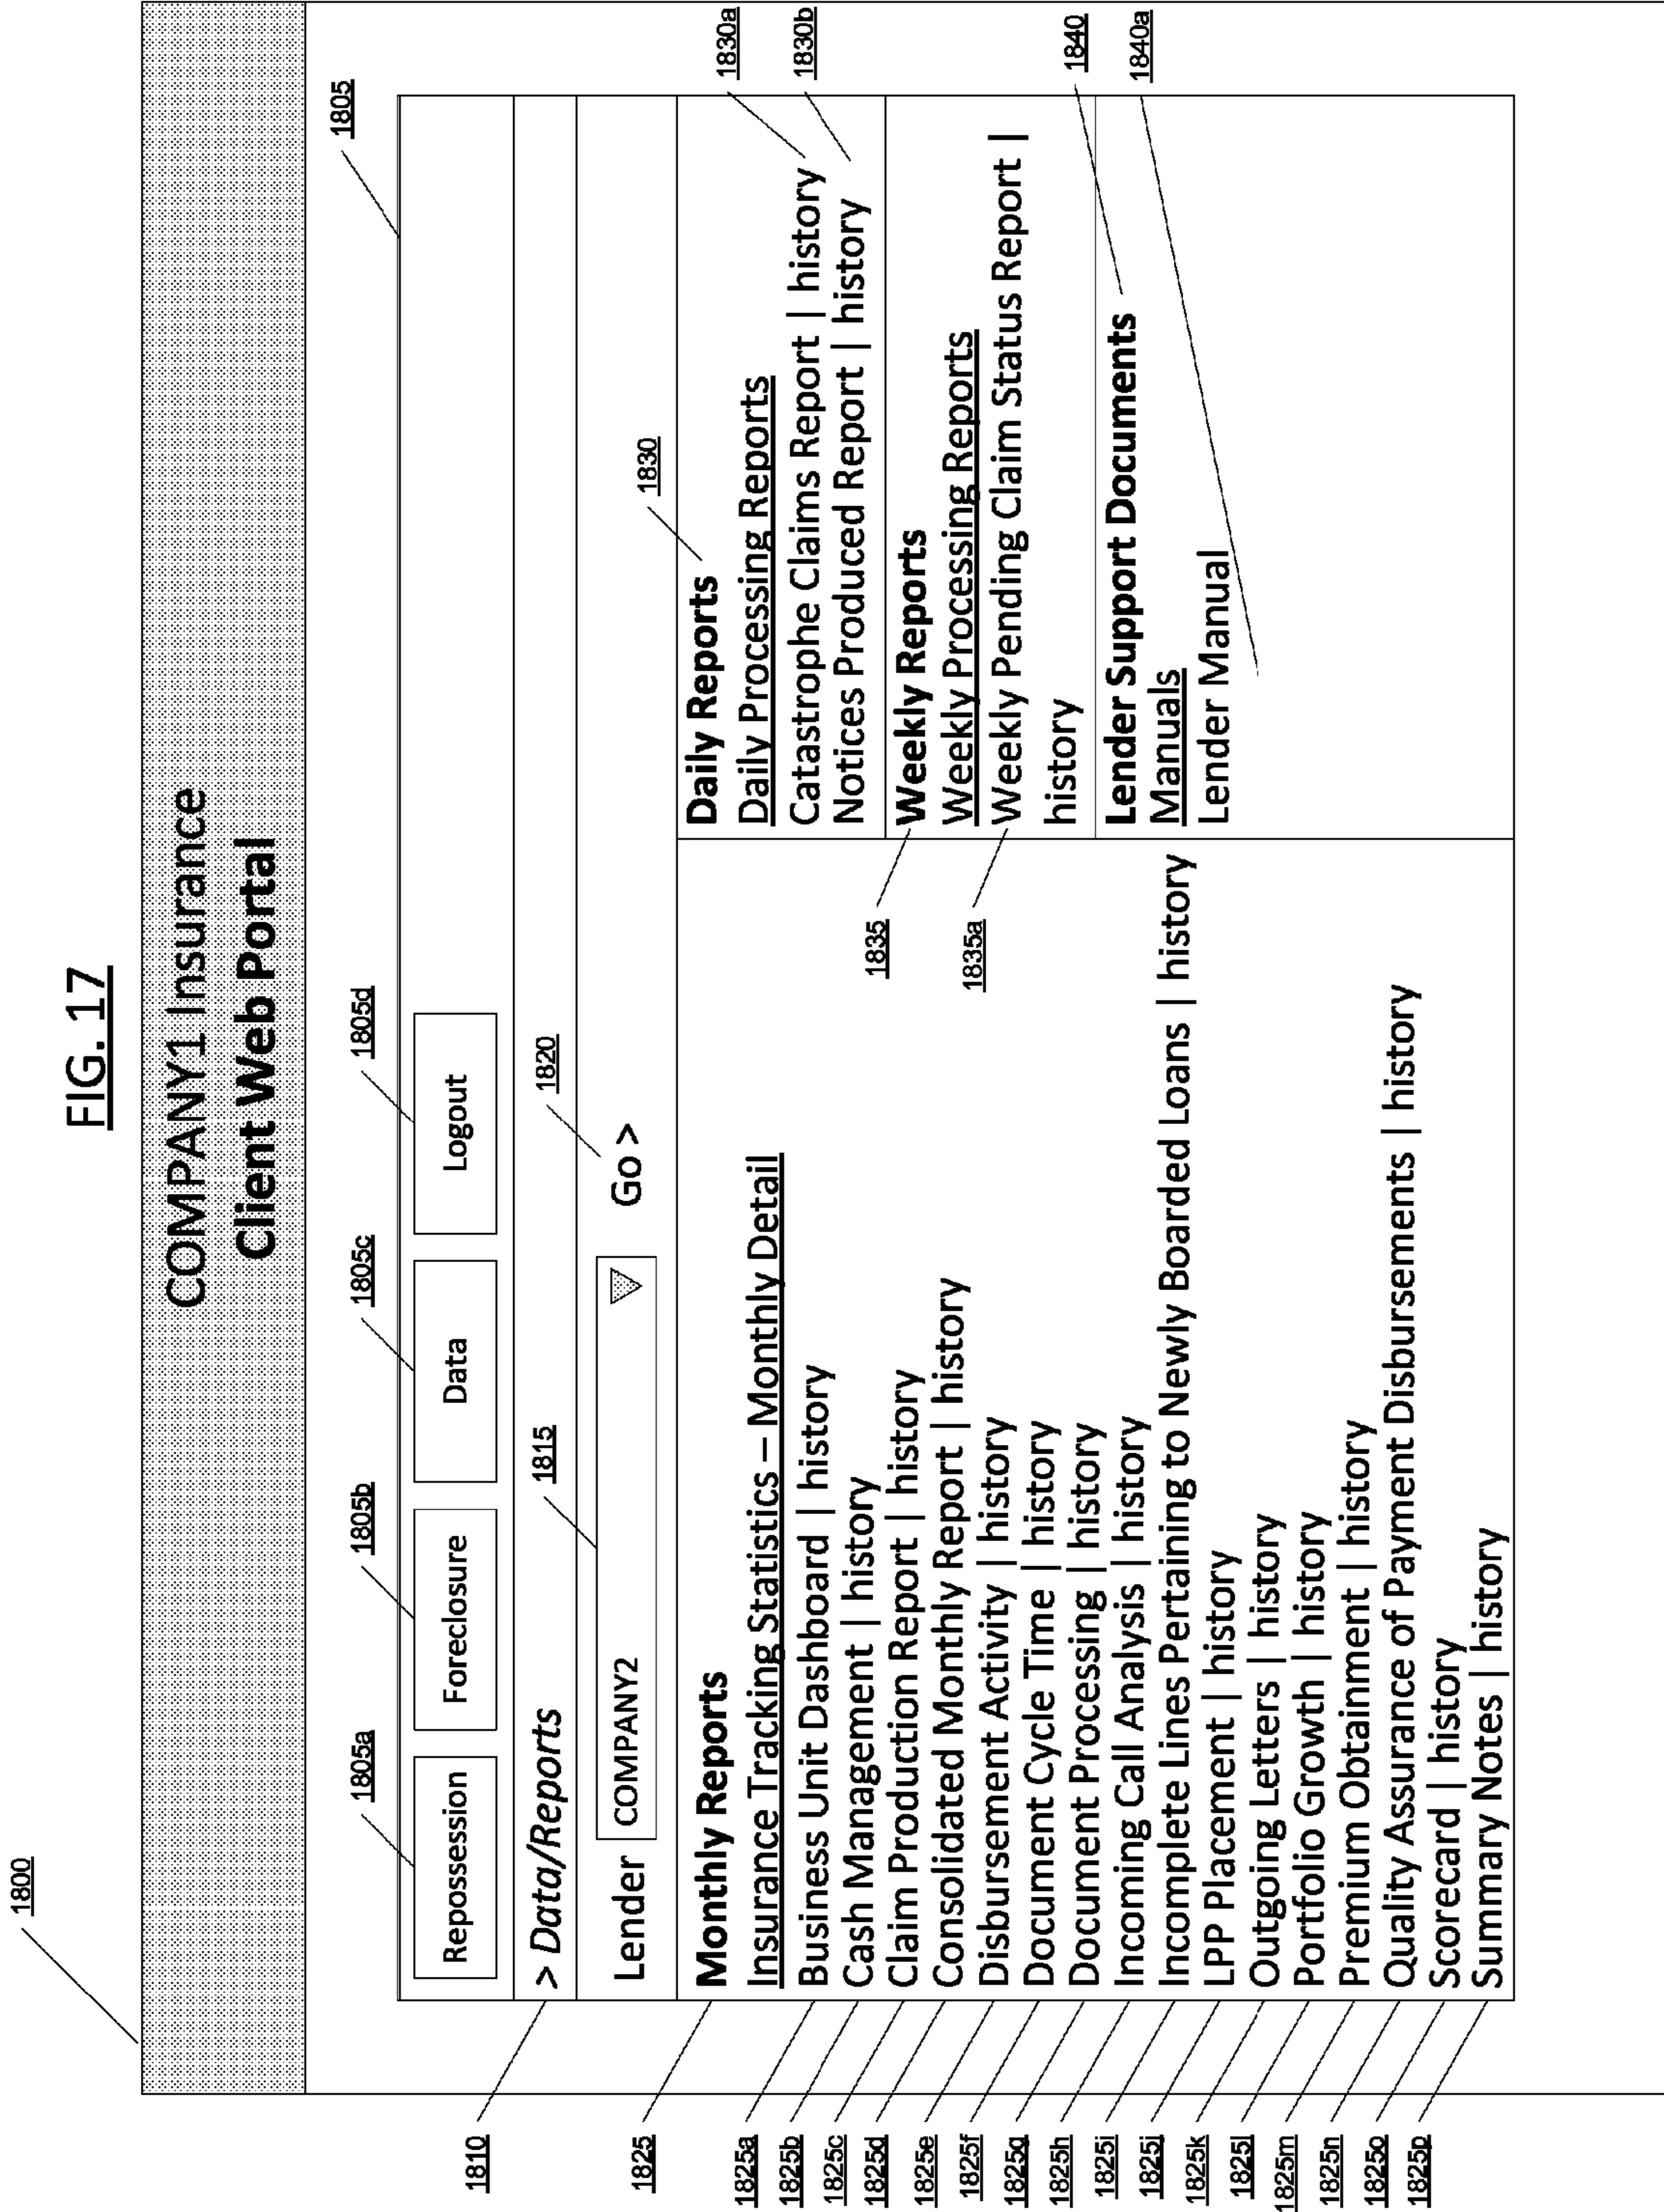 FIG. 17
1800
COMPANY1 Insurance
Client Web Portal
1805
1805a
1805b
1805c
1805d
Repossession
Foreclosure
Data
Logout
1810
> Data/Reports
1815
1820
Lender
COMPANY2
Go >
1825
Monthly Reports
Insurance Tracking Statistics – Monthly Detail
1825a
Business Unit Dashboard | history
1825b
Cash Management | history
1825c
Claim Production Report | history
1825d
Consolidated Monthly Report | history
1825e
Disbursement Activity | history
1825f
Document Cycle Time | history
1825g
Document Processing | history
1825h
Incoming Call Analysis | history
1825i
Incomplete Lines Pertaining to Newly Boarded Loans | history
1825j
LPP Placement | history
1825k
Outgoing Letters | history
1825l
Portfolio Growth | history
1825m
Premium Obtainment | history
1825n
Quality Assurance of Payment Disbursements | history
1825o
Scorecard | history
1825p
Summary Notes | history
1830
Daily Reports
Daily Processing Reports
Catastrophe Claims Report | history
1830a
Notices Produced Report | history
1830b
1835
Weekly Reports
Weekly Processing Reports
1835a
Weekly Pending Claim Status Report |
history
1840
Lender Support Documents
Manuals
Lender Manual
1840a